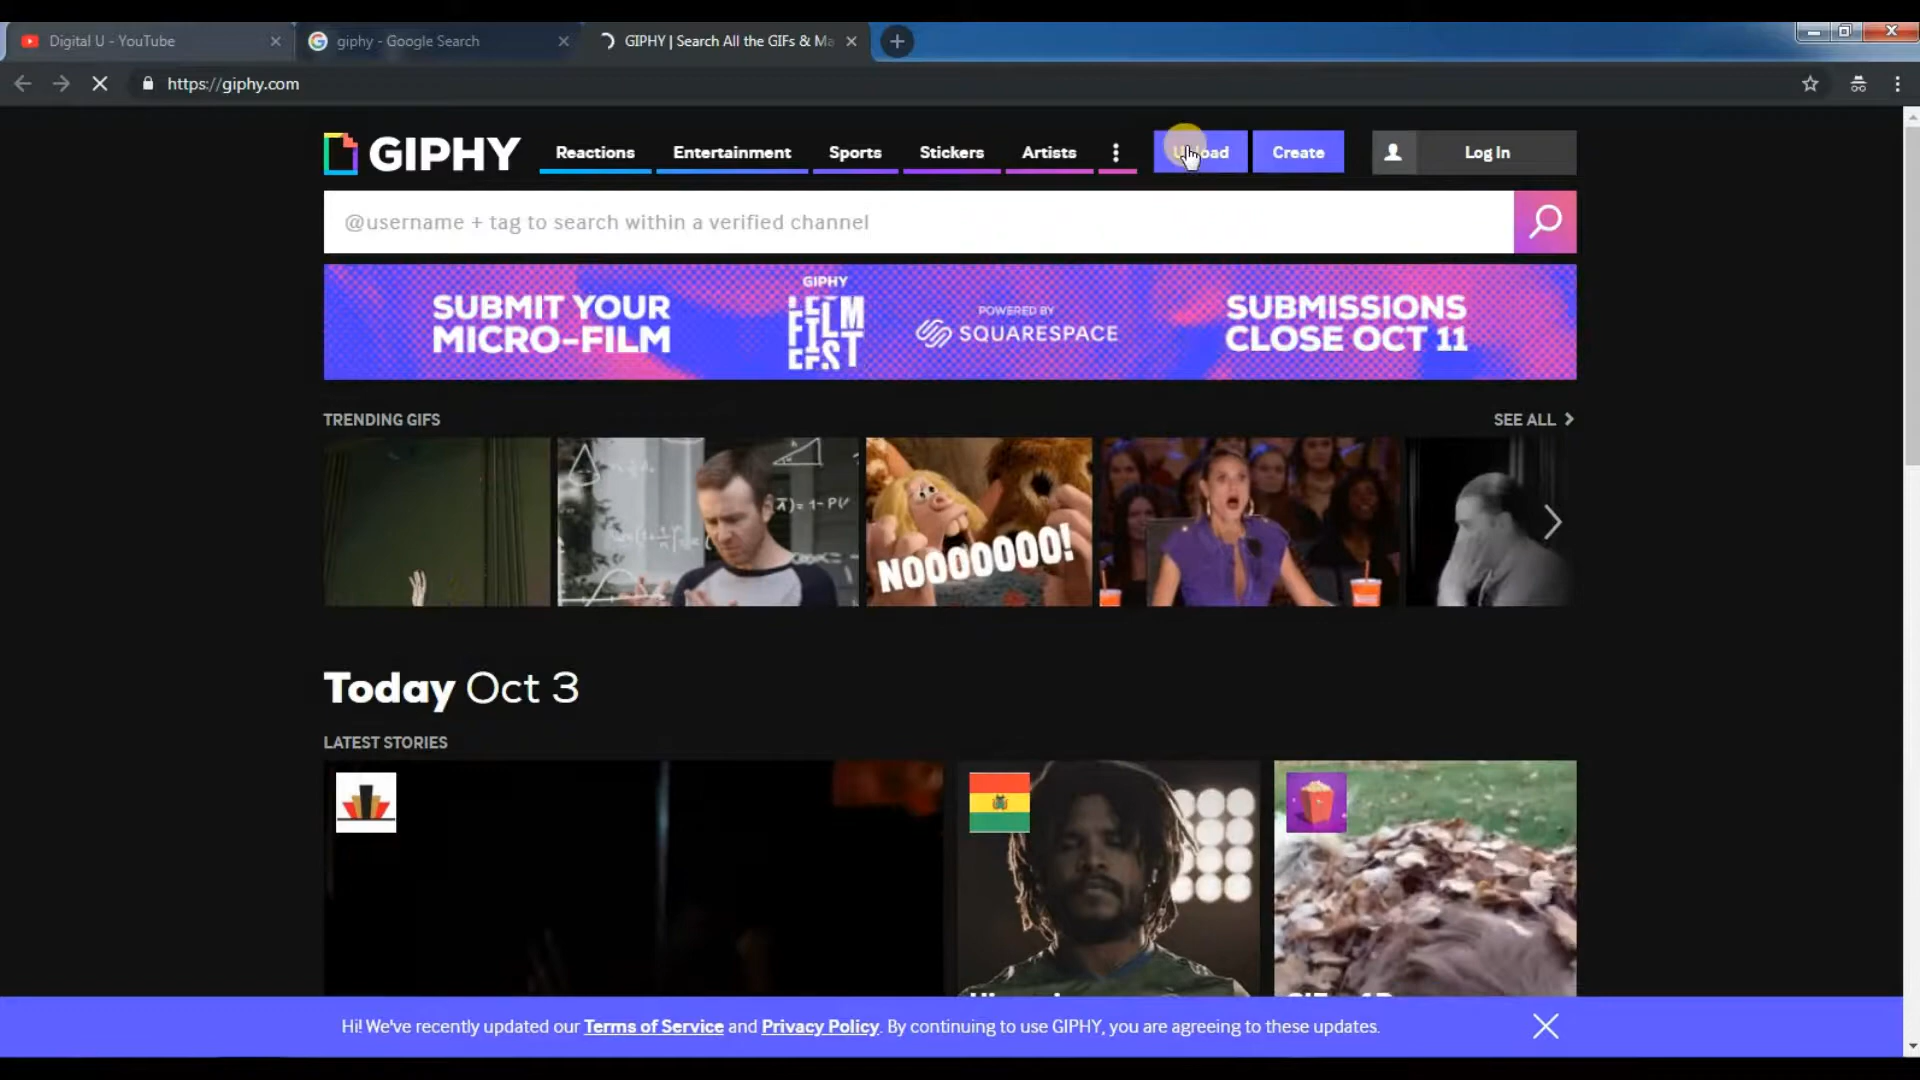 Digital U - YouTube
giphy - Google Search
GIPHY | Search All the GIFs & Ma
https://giphy.com
GIPHY
Reactions
Entertainment
Sports
Stickers
Artists
Create
Log In
@username + tag to search within a verified channel
SUBMIT YOUR
MICRO-FILM
GIPHY
FILM
FEST
POWERED BY
SQUARESPACE
SUBMISSIONS
CLOSE OCT 11
TRENDING GIFS
SEE ALL
NOOOOOOO!
Today Oct 3
LATEST STORIES
Hi! We've recently updated our Terms of Service and Privacy Policy. By continuing to use GIPHY, you are agreeing to these updates.